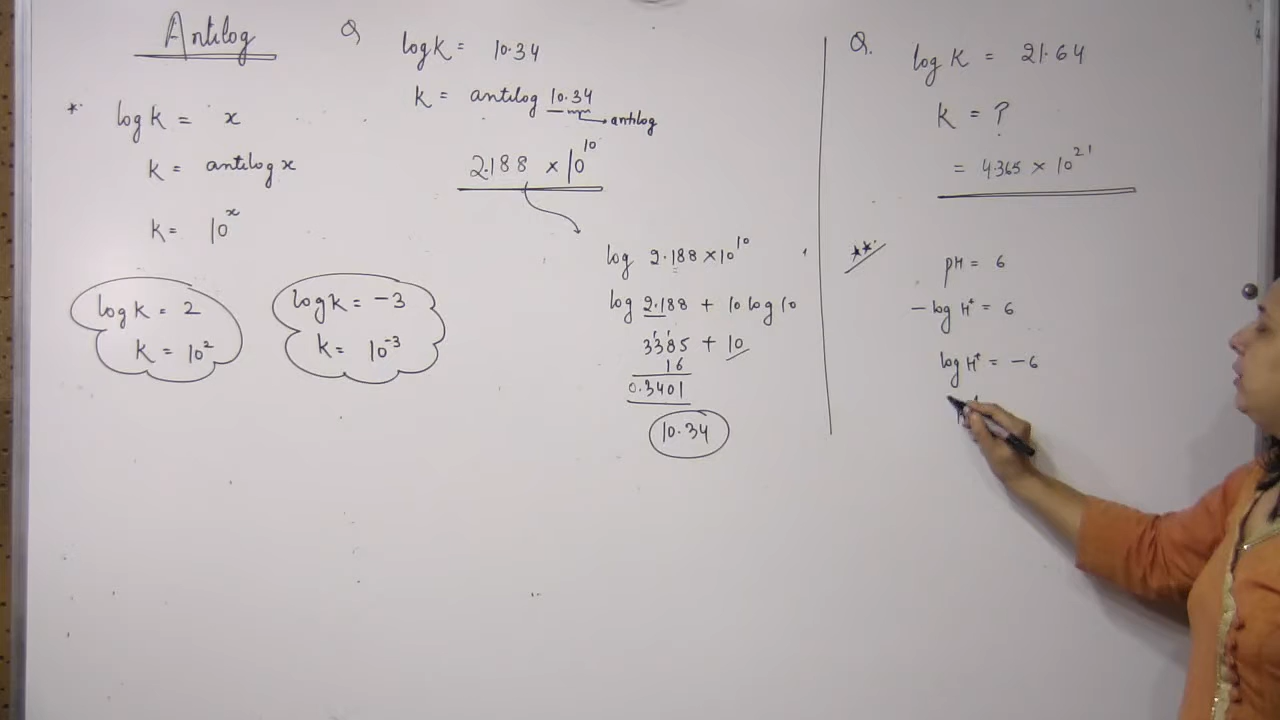 Antilog
* log k = x
k = antilog x
k = 10^x
log k = 2
k = 10^2
log k = -3
k = 10^-3
Q log k = 10.34
k = antilog 10.34
antilog
2.188 × 10^10
log 2.188 × 10^10
log 2.188 + 10 log 10
3385 + 10
16
0.3401
10.34
Q. log k = 21.64
k = ?
= 4.365 × 10^21
**
pH = 6
- log H^+ = 6
log H^+ = -6